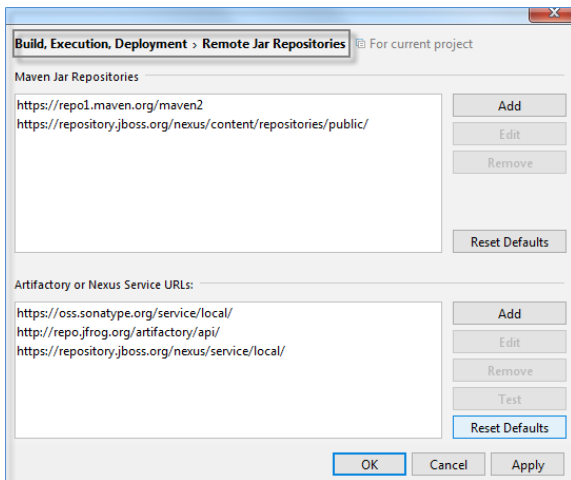 Build, Execution, Deployment › Remote Jar Repositories For current project
Maven Jar Repositories
https://repo1.maven.org/maven2
https://repository.jboss.org/nexus/content/repositories/public/
Add
Edit
Remove
Reset Defaults
Artifactory or Nexus Service URLs:
https://oss.sonatype.org/service/local/
http://repo.jfrog.org/artifactory/api/
https://repository.jboss.org/nexus/service/local/
Add
Edit
Remove
Test
Reset Defaults
OK Cancel Apply